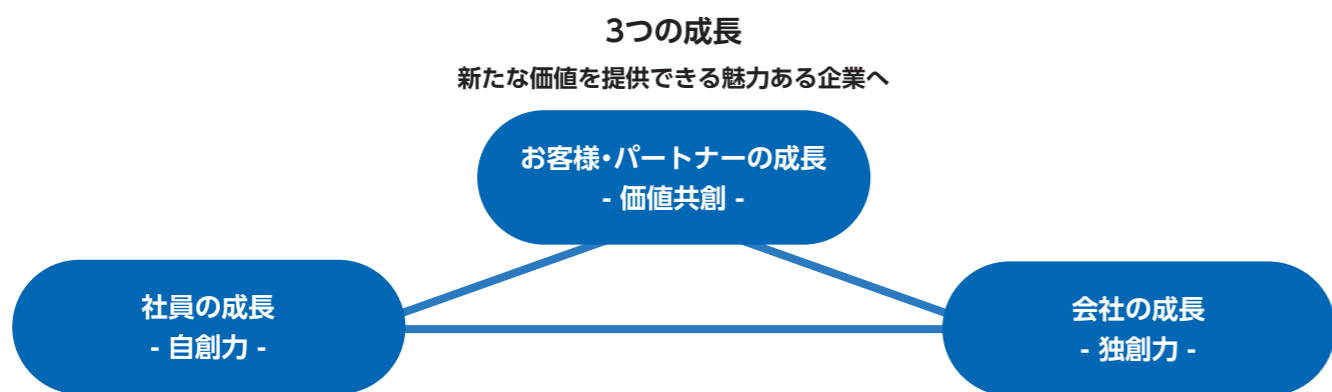 3つの成長
新たな価値を提供できる魅力ある企業へ
お客様・パートナーの成長
- 価値共創 -
社員の成長
- 自創力 -
会社の成長
- 独創力 -